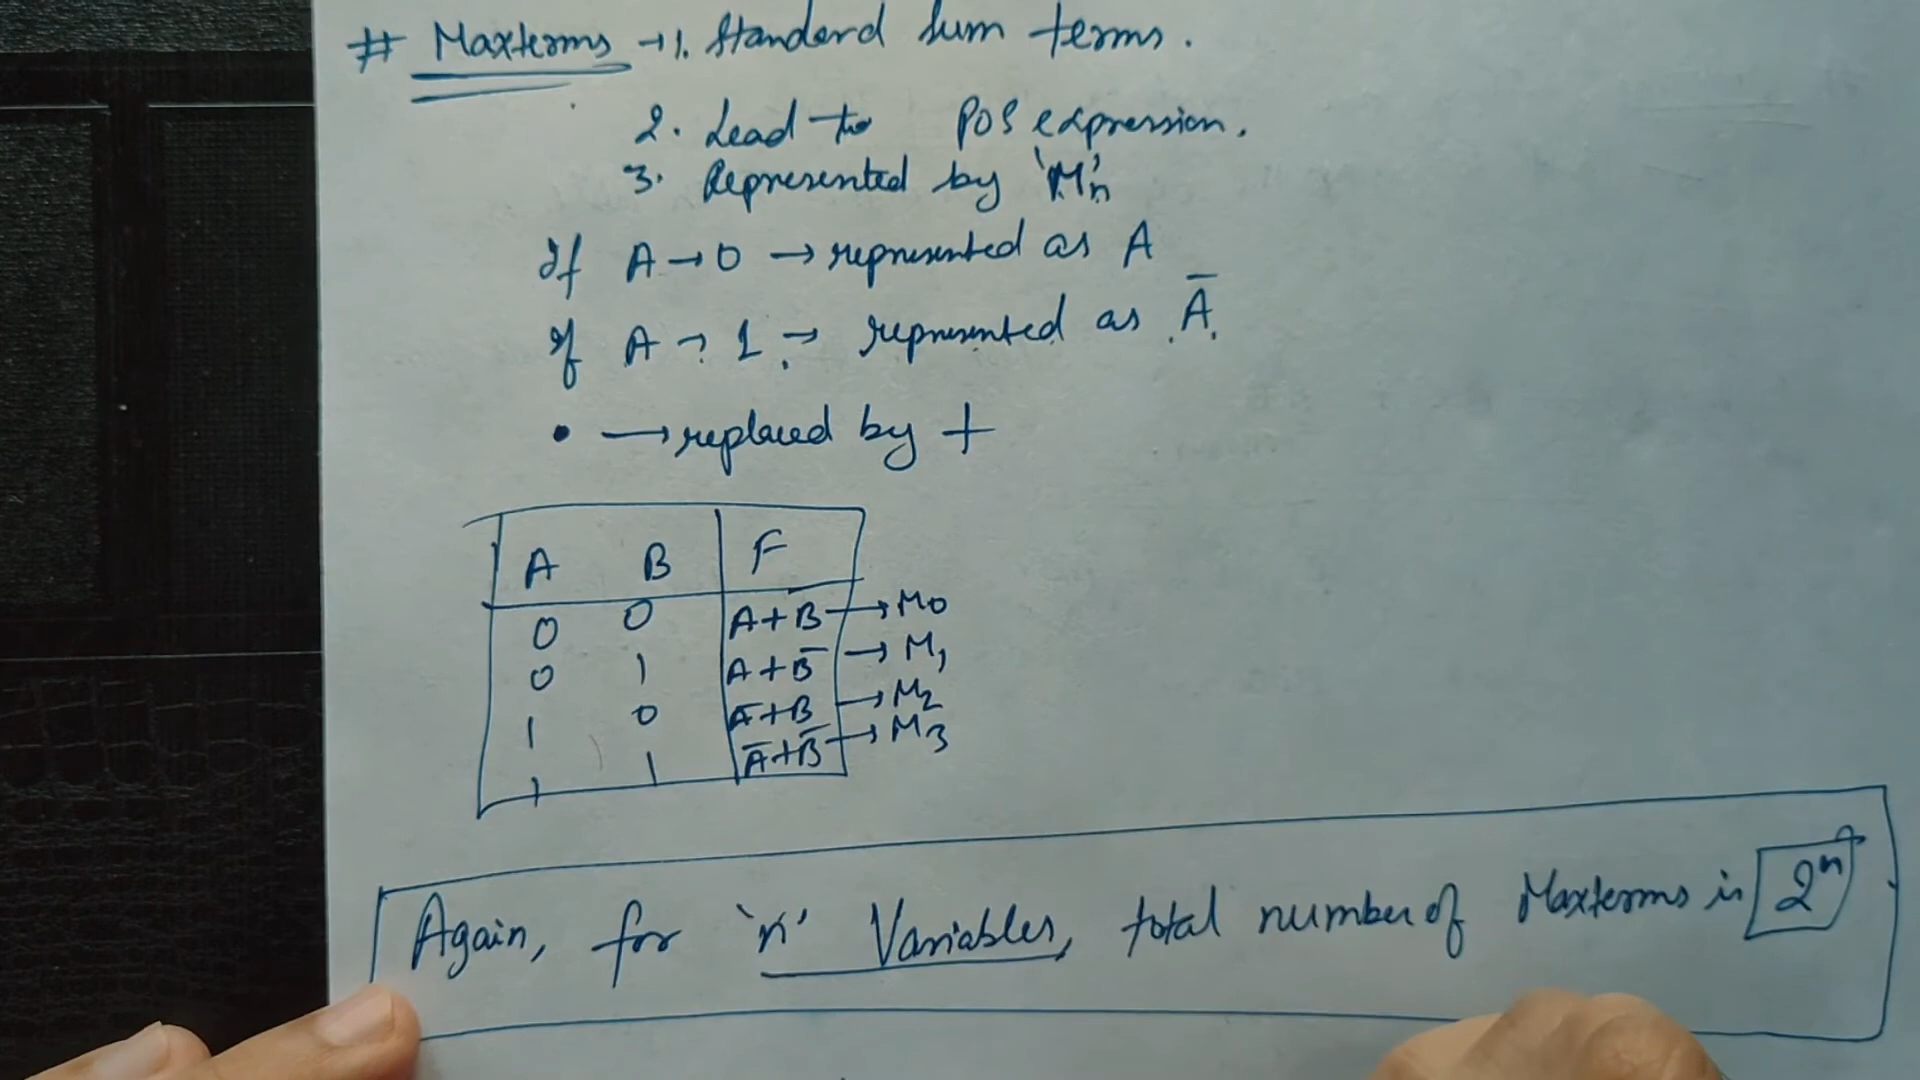 # Maxterms → 1. Standard sum terms.
2. Lead to POS expression.
3. Represented by 'Mn'
If A → 0 → represented as A
If A → 1 → represented as A̅.
• → replaced by +
A B F
0 0 A+B → M0
0 1 A+B̅ → M1
1 0 A̅+B → M2
1 1 A̅+B̅ → M3
Again, for 'n' Variables, total number of Maxterms is 2ⁿ